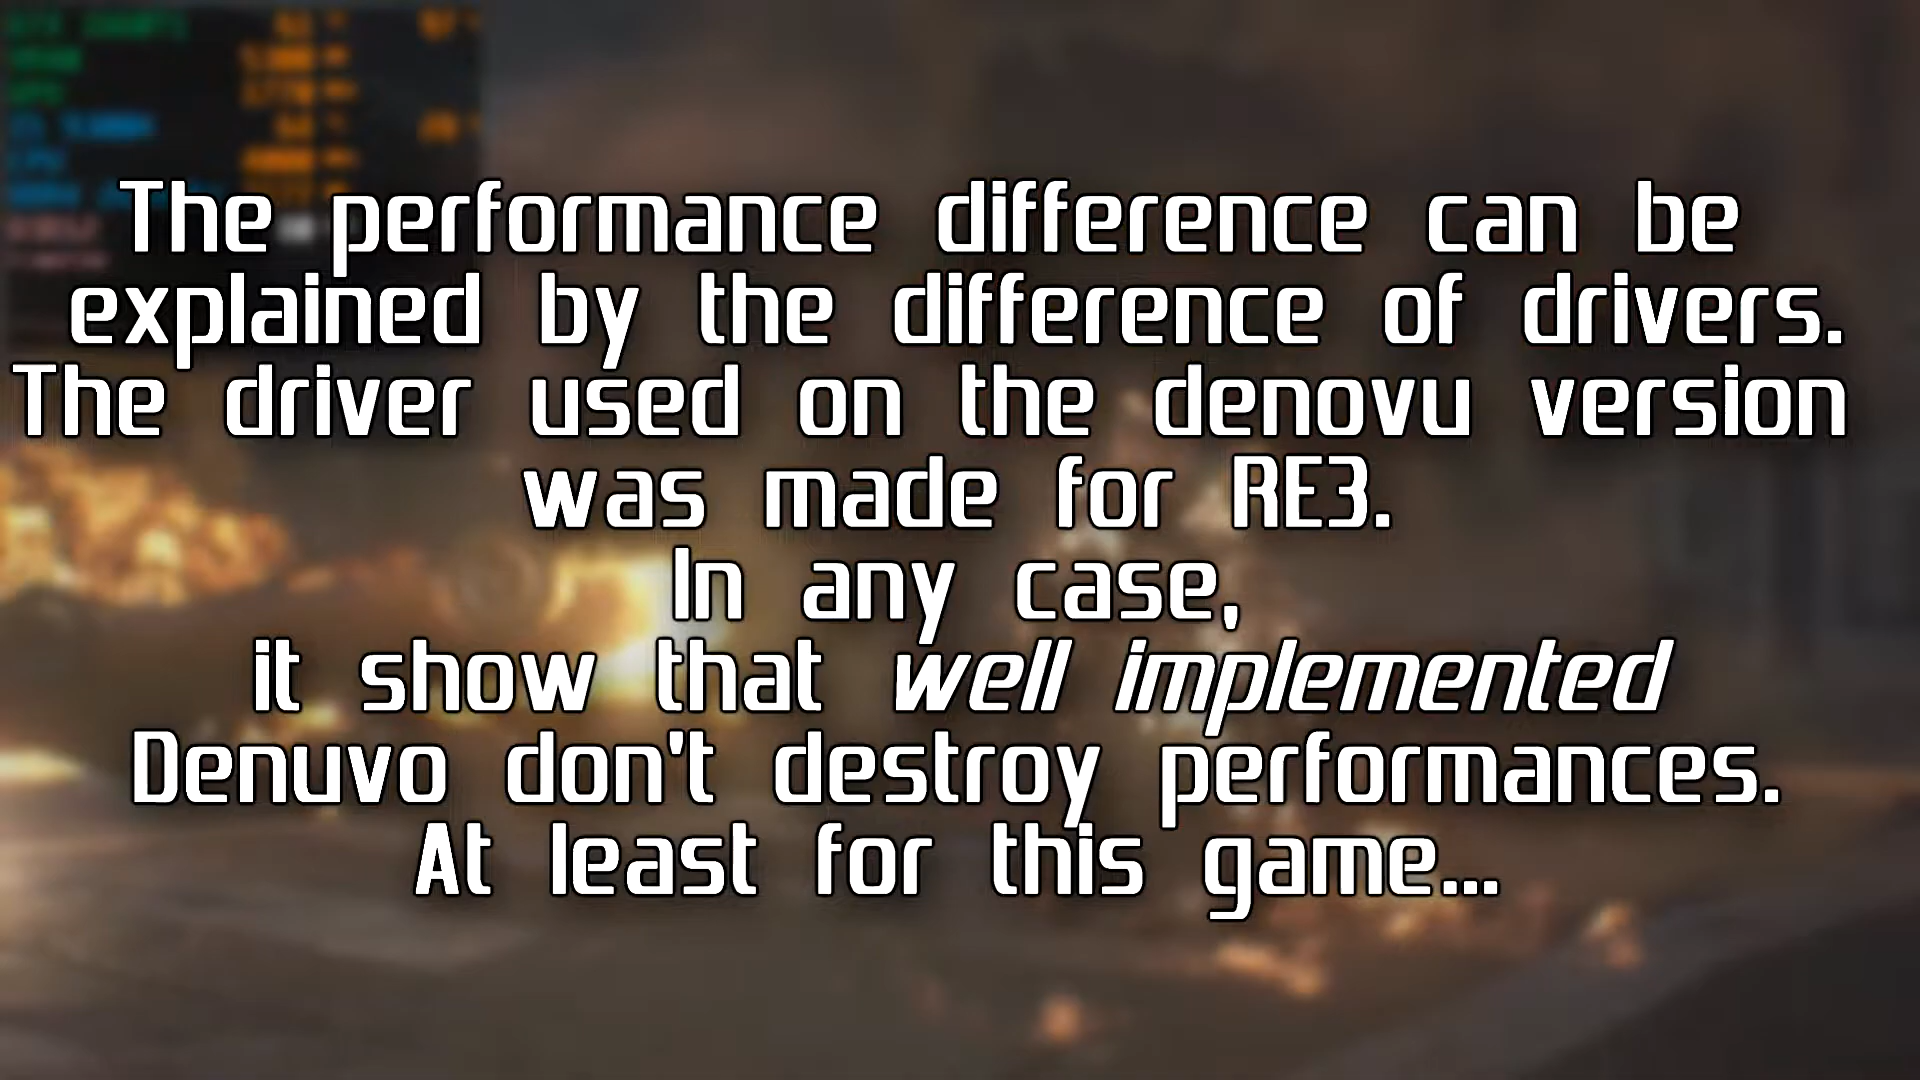 The performance difference can be
explained by the difference of drivers.
The driver used on the denovu version
was made for RE3.
In any case,
it show that well implemented
Denuvo don't destroy performances.
At least for this game...